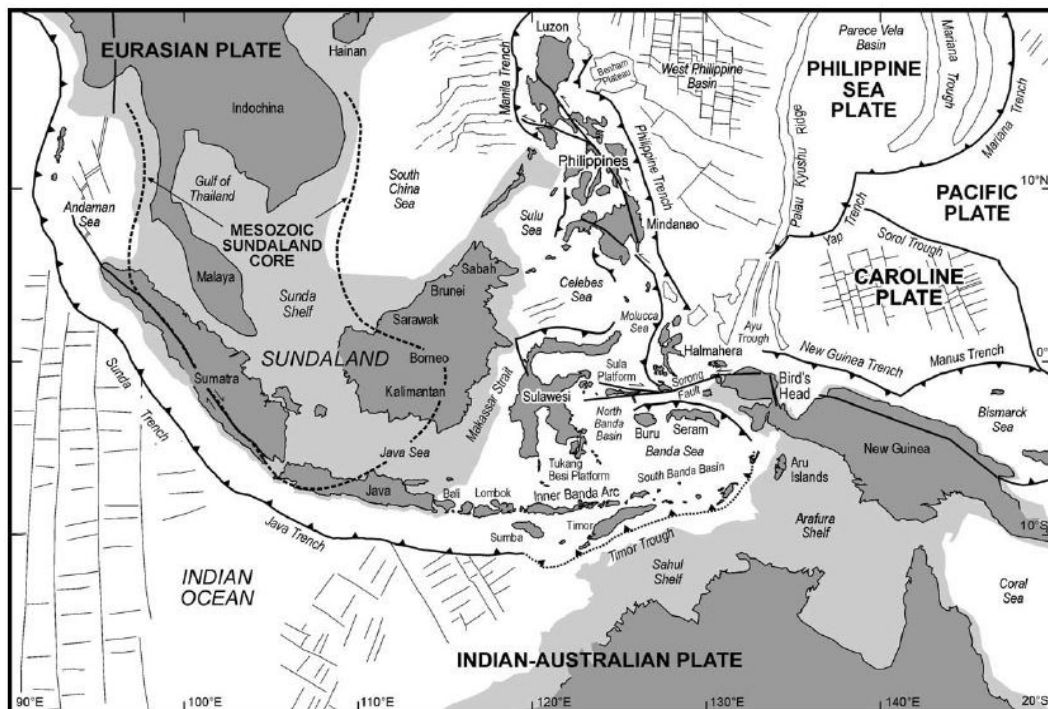 EURASIAN PLATE
Hainan
Luzon
Indochina
Manila Trench
Benham
Plateau
West Philippine
Basin
Parece Vela
Basin
Mariana
Trough
PHILIPPINE
SEA
PLATE
Mariana Trench
Philippines
Philippine
Trench
Palau Kyushu Ridge
10°N
PACIFIC
PLATE
Gulf of
Thailand
South
China
Sea
Andaman
Sea
MESOZOIC
SUNDALAND
CORE
Sulu
Sea
Mindanao
Yap Trench
Sorol Trough
CAROLINE
PLATE
Malaya
Sunda
Shelf
Sabah
Brunei
Sarawak
Celebes
Sea
Molucca
Sea
Ayu
Trough
SUNDALAND
Borneo
Kalimantan
Makassar Strait
Halmahera
New Guinea Trench
Manus Trench
0°
Sunda
Trench
Sumatra
Sula
Platform
Sorong
Fault
Bird's
Head
Sulawesi
North
Banda
Basin
Buru
Seram
Bismarck
Sea
Java Sea
Banda Sea
New Guinea
Tukang
Besi Platform
South Banda Basin
Aru
Islands
Java
Bali
Lombok
Inner Banda Arc
Java Trench
Sumba
Timor
Timor Trough
Arafura
Shelf
10°S
Sahul
Shelf
INDIAN
OCEAN
Coral
Sea
INDIAN-AUSTRALIAN PLATE
90°E
100°E
110°E
120°E
130°E
140°E
20°S